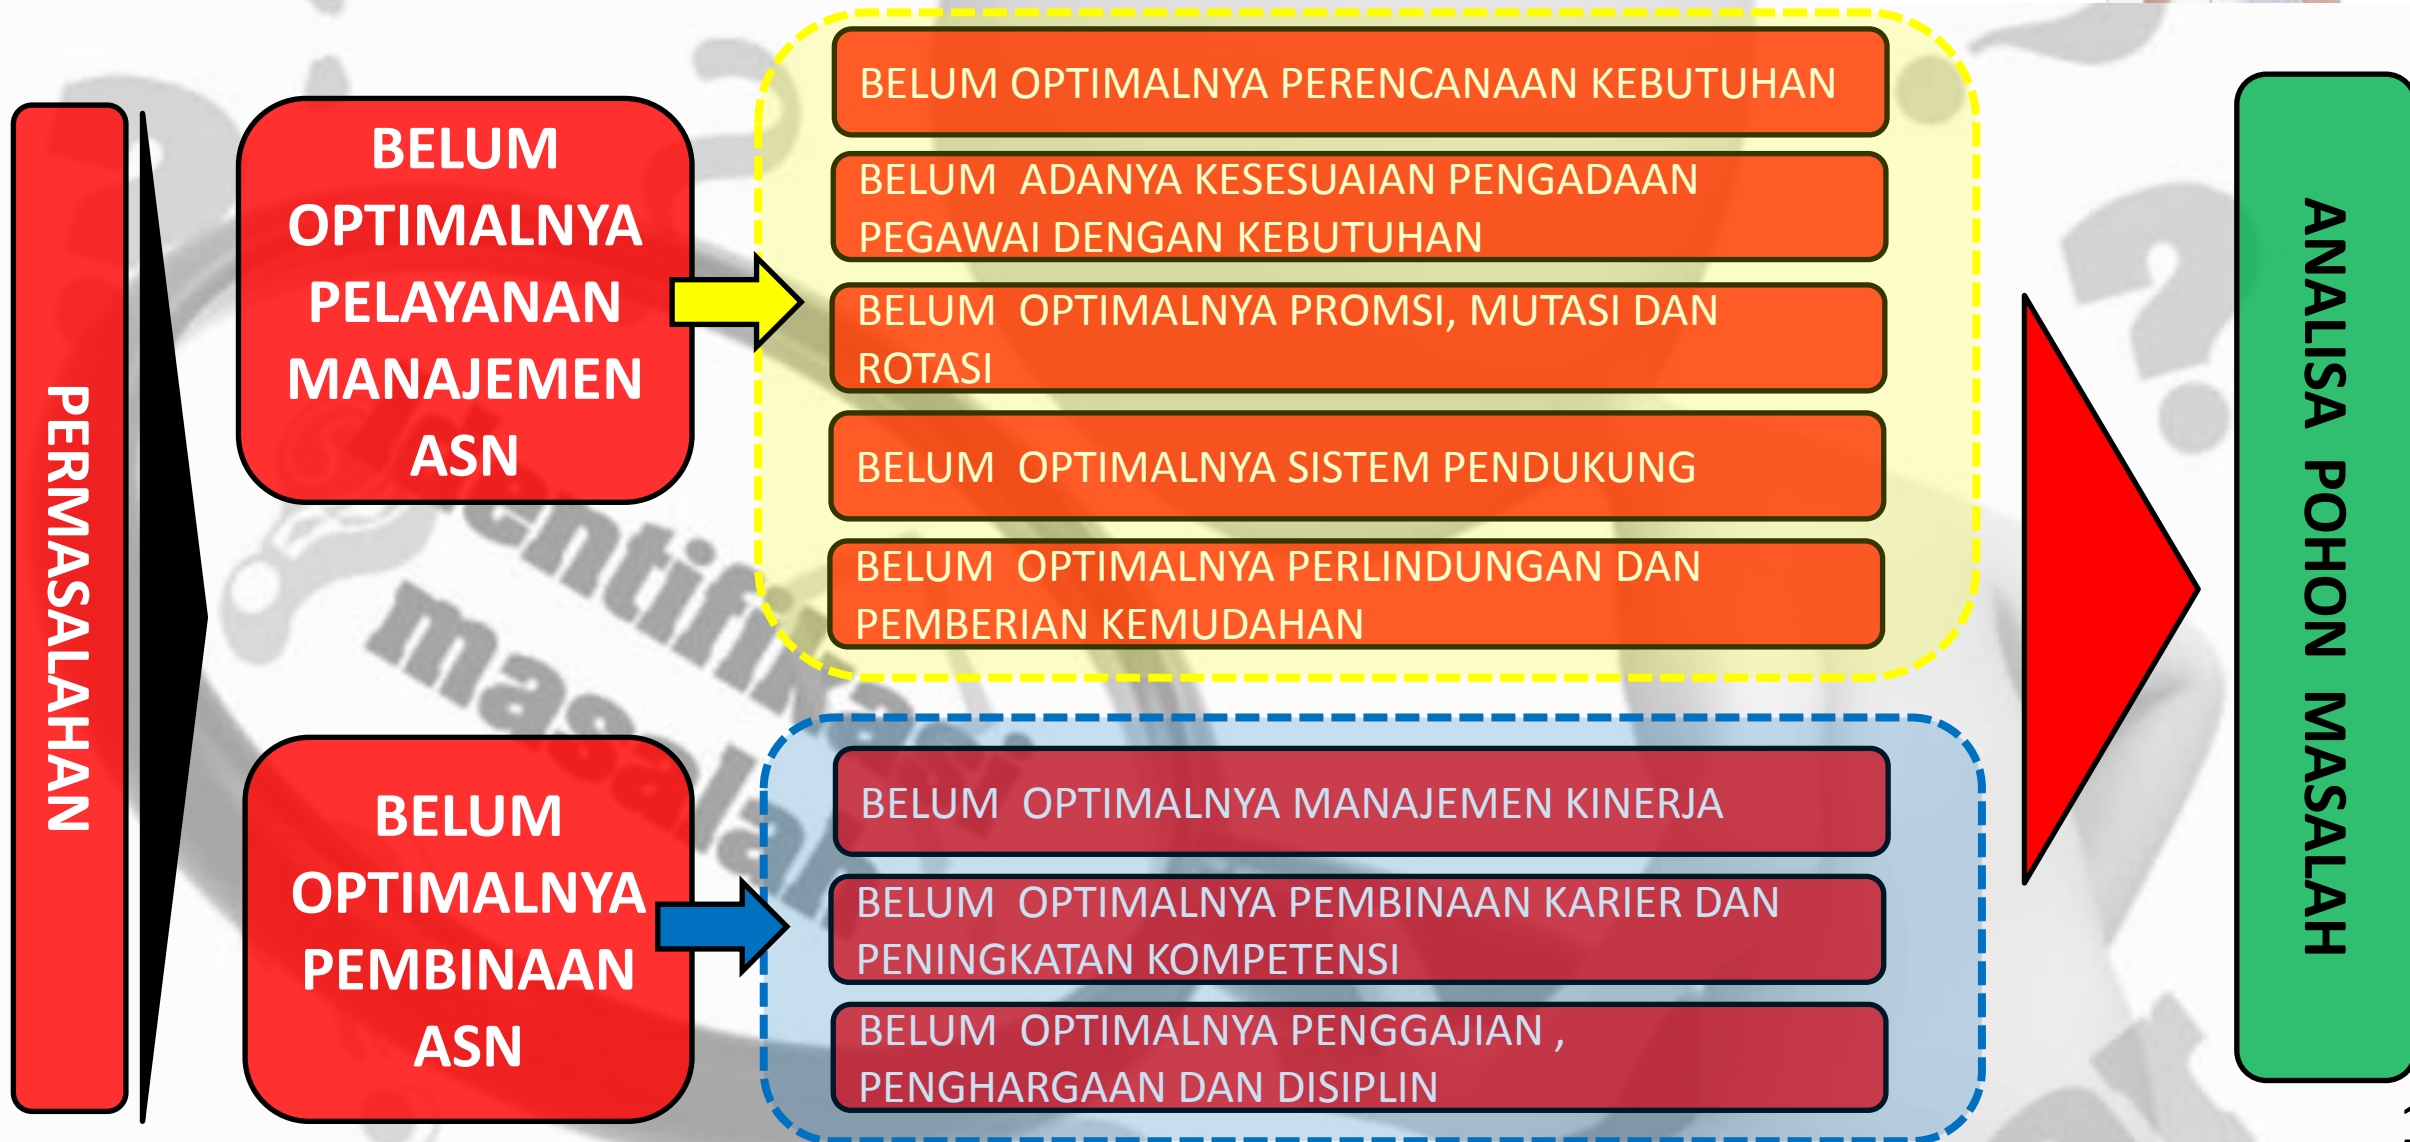 PERMASALAHAN
BELUM
OPTIMALNYA
PELAYANAN
MANAJEMEN
ASN
BELUM OPTIMALNYA PERENCANAAN KEBUTUHAN
BELUM ADANYA KESESUAIAN PENGADAAN
PEGAWAI DENGAN KEBUTUHAN
BELUM OPTIMALNYA PROMSI, MUTASI DAN
ROTASI
BELUM OPTIMALNYA SISTEM PENDUKUNG
BELUM OPTIMALNYA PERLINDUNGAN DAN
PEMBERIAN KEMUDAHAN
BELUM
OPTIMALNYA
PEMBINAAN
ASN
BELUM OPTIMALNYA MANAJEMEN KINERJA
BELUM OPTIMALNYA PEMBINAAN KARIER DAN
PENINGKATAN KOMPETENSI
BELUM OPTIMALNYA PENGGAJIAN ,
PENGHARGAAN DAN DISIPLIN
ANALISA POHON MASALAH
identifikasi
masalah